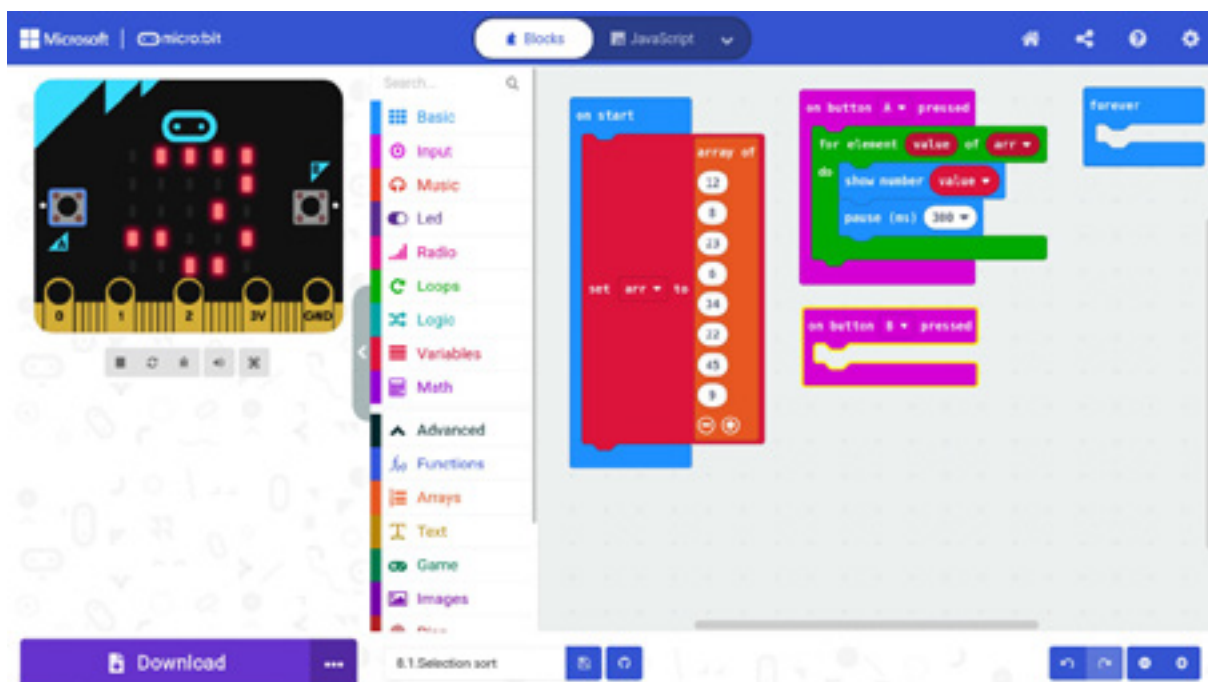 Microsoft | micro:bit
Blocks
JavaScript
Search...
Basic
Input
Music
Led
Radio
Loops
Logic
Variables
Math
Advanced
Functions
Arrays
Text
Game
Images
on start
set arr to
array of
12
8
23
6
34
22
45
9
on button A pressed
for element value of arr
do
show number value
pause (ms) 300
on button B pressed
forever
0 1 2 3V GND
A
Download
8.1.Selection sort